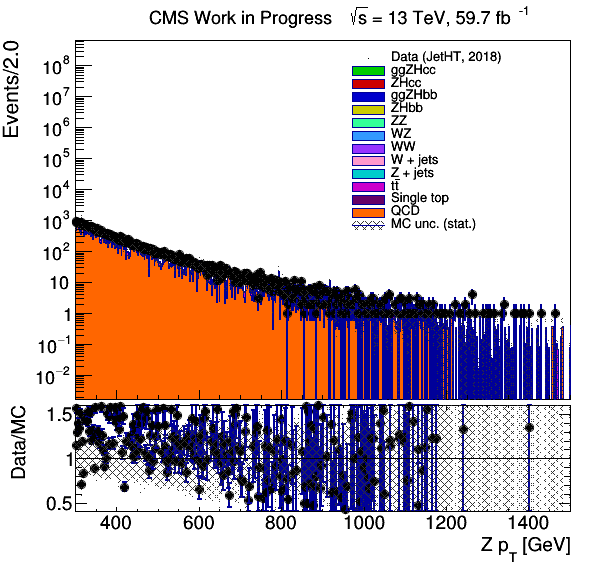 CMS Work in Progress √s = 13 TeV, 59.7 fb⁻¹
Events/2.0
Data (JetHT, 2018)
ggZHcc
ZHcc
ggZHbb
ZHbb
ZZ
WZ
WW
W + jets
Z + jets
tt̄
Single top
QCD
MC unc. (stat.)
10⁸
10⁷
10⁶
10⁵
10⁴
10³
10²
10
1
10⁻¹
10⁻²
Data/MC
1.5
1
0.5
400 600 800 1000 1200 1400
Z p_T [GeV]